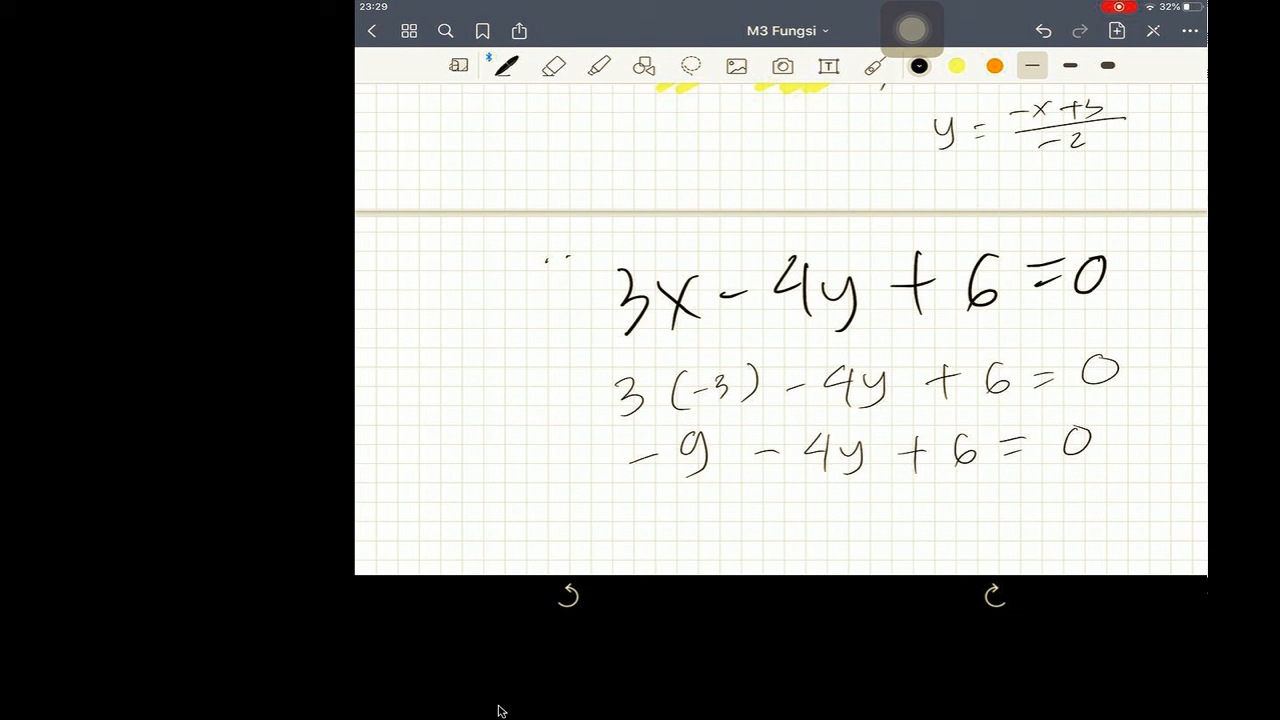 23:29
32%
M3 Fungsi
y = -x + 3 / -2
3x - 4y + 6 = 0
3 (-3) - 4y + 6 = 0
- 9 - 4y + 6 = 0